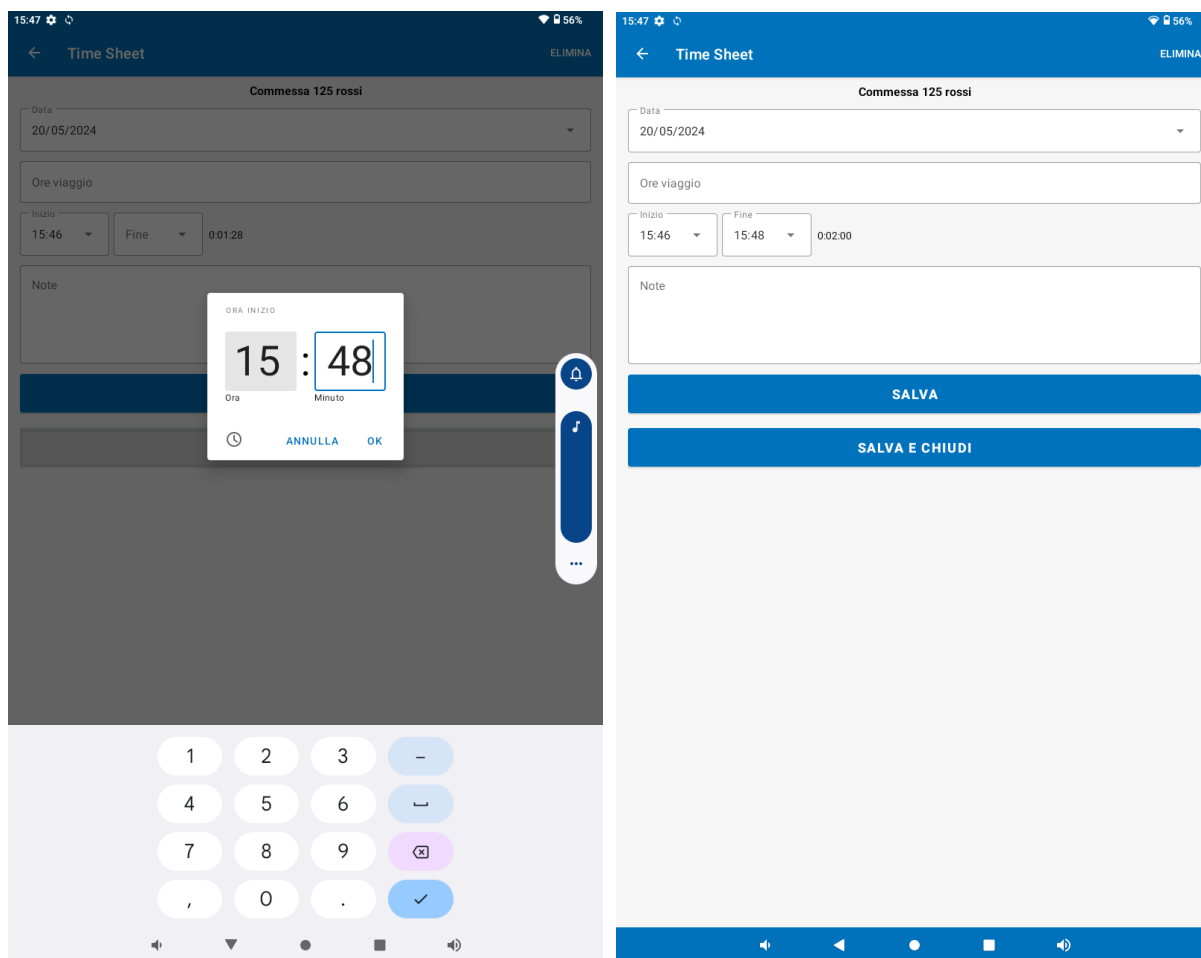 15:47
56%
Time Sheet
ELIMINA
Commessa 125 rossi
Data
20/05/2024
Ore viaggio
Inizio
15:46
Fine
0:01:28
Note
ORA INIZIO
15 : 48
Ora
Minuto
ANNULLA
OK
1 2 3 –
4 5 6
7 8 9
, 0 .
15:47
56%
Time Sheet
ELIMINA
Commessa 125 rossi
Data
20/05/2024
Ore viaggio
Inizio
Fine
15:46
15:48
0:02:00
Note
SALVA
SALVA E CHIUDI